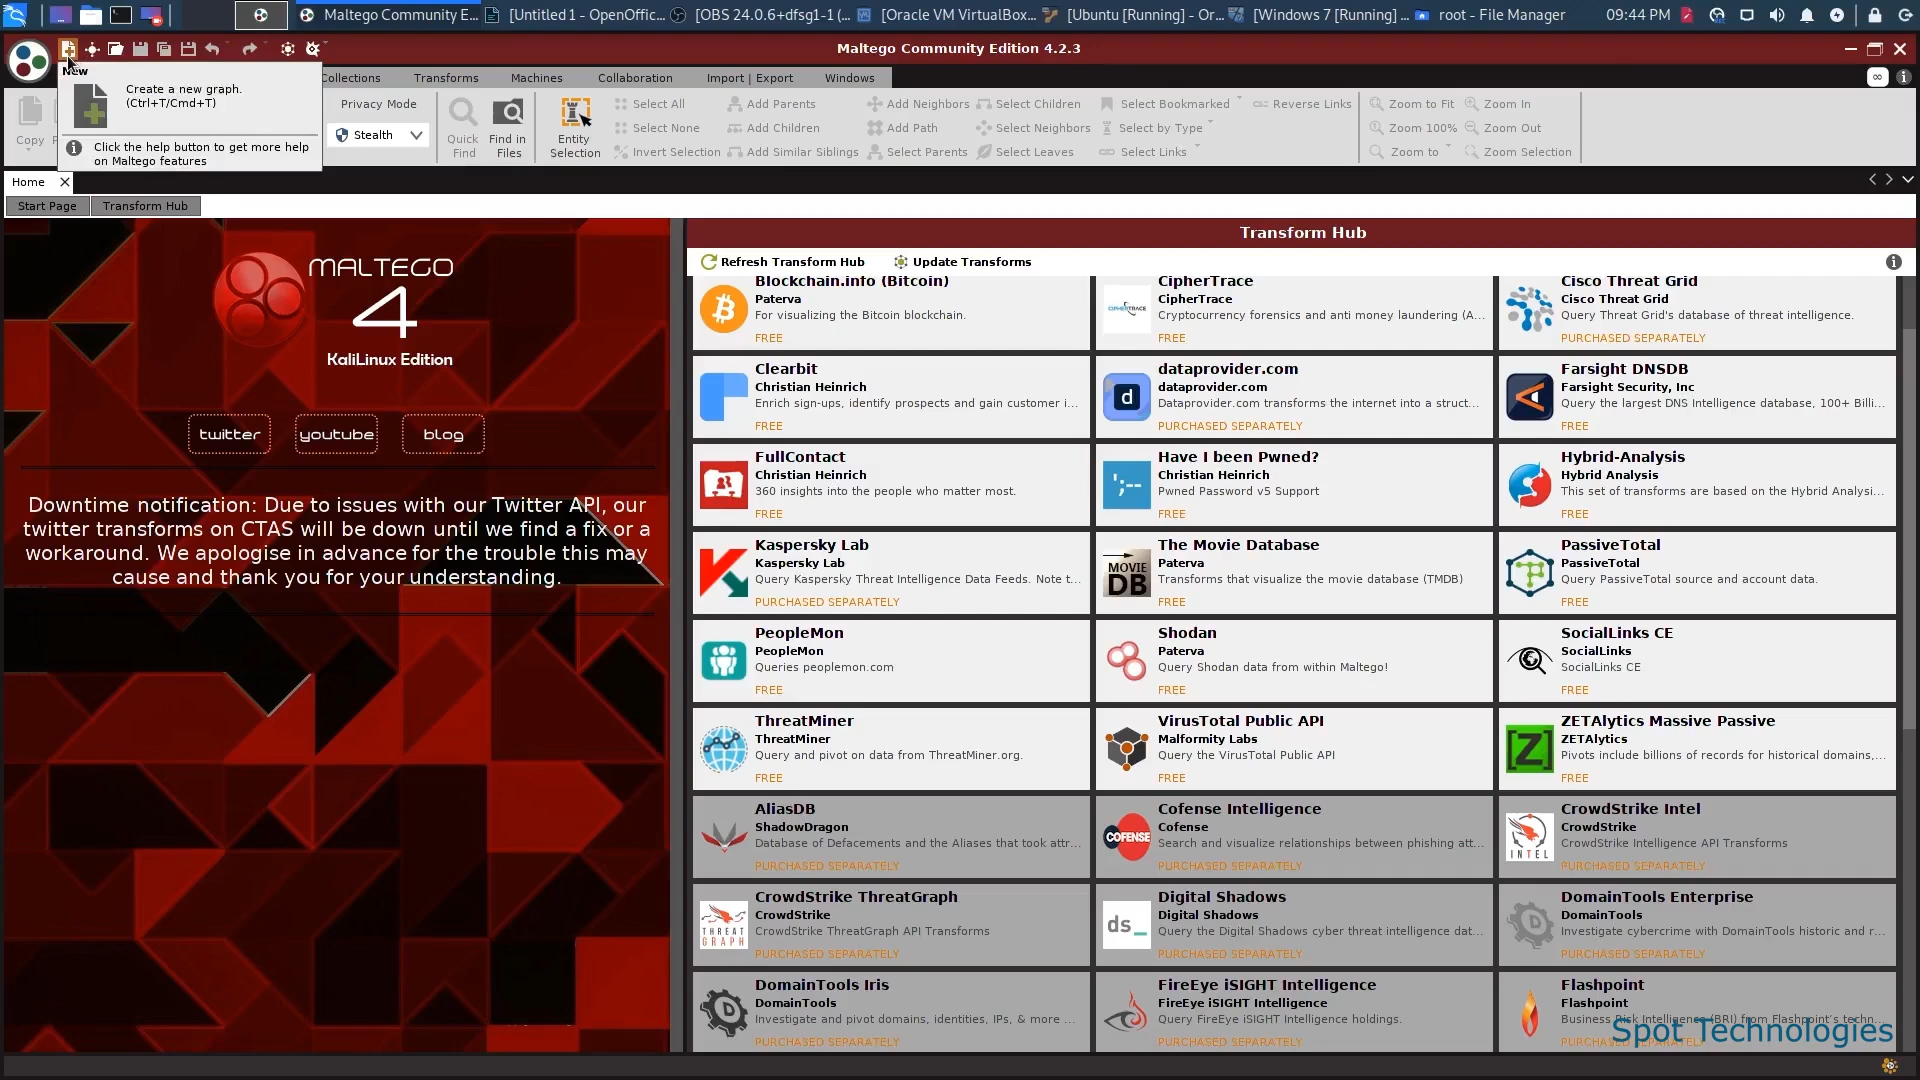 Maltego Community E...
[Untitled 1 - OpenOffic...
[OBS 24.0.6+dfsg1-1 (...
[Oracle VM VirtualBox...
[Ubuntu [Running] - Or...
[Windows 7 [Running] ...
root - File Manager
09:44 PM
Maltego Community Edition 4.2.3
New
Create a new graph.
(Ctrl+T/Cmd+T)
Click the help button to get more help
on Maltego features
Collections
Transforms
Machines
Collaboration
Import | Export
Windows
Copy
Privacy Mode
Stealth
Quick
Find
Find in
Files
Entity
Selection
Select All
Select None
Invert Selection
Add Parents
Add Children
Add Similar Siblings
Add Neighbors
Add Path
Select Parents
Select Children
Select Neighbors
Select Leaves
Select Bookmarked
Select by Type
Select Links
Reverse Links
Zoom to Fit
Zoom 100%
Zoom to
Zoom In
Zoom Out
Zoom Selection
Home
Start Page
Transform Hub
MALTEGO
4
KaliLinux Edition
twitter
youtube
blog
Downtime notification: Due to issues with our Twitter API, our
twitter transforms on CTAS will be down until we find a fix or a
workaround. We apologise in advance for the trouble this may
cause and thank you for your understanding.
Transform Hub
Refresh Transform Hub
Update Transforms
Blockchain.info (Bitcoin)
Paterva
For visualizing the Bitcoin blockchain.
FREE
CIPHERTRACE
CipherTrace
CipherTrace
Cryptocurrency forensics and anti money laundering (A...
FREE
Cisco Threat Grid
Cisco Threat Grid
Query Threat Grid's database of threat intelligence.
PURCHASED SEPARATELY
Clearbit
Christian Heinrich
Enrich sign-ups, identify prospects and gain customer i...
FREE
d
dataprovider.com
dataprovider.com
Dataprovider.com transforms the internet into a struct...
PURCHASED SEPARATELY
Farsight DNSDB
Farsight Security, Inc
Query the largest DNS Intelligence database, 100+ Billi...
FREE
FullContact
Christian Heinrich
360 insights into the people who matter most.
FREE
';--
Have I been Pwned?
Christian Heinrich
Pwned Password v5 Support
FREE
Hybrid-Analysis
Hybrid Analysis
This set of transforms are based on the Hybrid Analysi...
FREE
Kaspersky Lab
Kaspersky Lab
Query Kaspersky Threat Intelligence Data Feeds. Note t...
PURCHASED SEPARATELY
MOVIE
DB
The Movie Database
Paterva
Transforms that visualize the movie database (TMDB)
FREE
PassiveTotal
PassiveTotal
Query PassiveTotal source and account data.
FREE
PeopleMon
PeopleMon
Queries peoplemon.com
FREE
Shodan
Paterva
Query Shodan data from within Maltego!
FREE
SocialLinks CE
SocialLinks
SocialLinks CE
FREE
ThreatMiner
ThreatMiner
Query and pivot on data from ThreatMiner.org.
FREE
VirusTotal Public API
Malformity Labs
Query the VirusTotal Public API
FREE
[Z]
ZETAlytics Massive Passive
ZETAlytics
Pivots include billions of records for historical domains,...
FREE
AliasDB
ShadowDragon
Database of Defacements and the Aliases that took attr...
PURCHASED SEPARATELY
COFENSE
Cofense Intelligence
Cofense
Search and visualize relationships between phishing att...
PURCHASED SEPARATELY
INTEL
CrowdStrike Intel
CrowdStrike
CrowdStrike Intelligence API Transforms
PURCHASED SEPARATELY
THREAT
GRAPH
CrowdStrike ThreatGraph
CrowdStrike
CrowdStrike ThreatGraph API Transforms
PURCHASED SEPARATELY
ds_
Digital Shadows
Digital Shadows
Query the Digital Shadows cyber threat intelligence dat...
PURCHASED SEPARATELY
DomainTools Enterprise
DomainTools
Investigate cybercrime with DomainTools historic and r...
PURCHASED SEPARATELY
DomainTools Iris
DomainTools
Investigate and pivot domains, identities, IPs, & more ...
PURCHASED SEPARATELY
FireEye iSIGHT Intelligence
FireEye iSIGHT Intelligence
Query FireEye iSIGHT Intelligence holdings.
PURCHASED SEPARATELY
Flashpoint
Flashpoint
Business Risk Intelligence (BRI) from Flashpoint's techn...
PURCHASED SEPARATELY
Spot Technologies